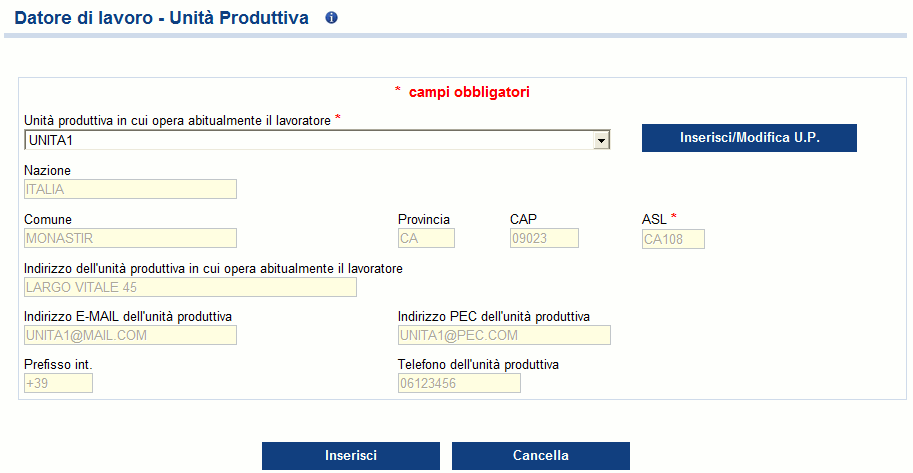 Datore di lavoro - Unità Produttiva i
* campi obbligatori
Unità produttiva in cui opera abitualmente il lavoratore *
UNITA1 Inserisci/Modifica U.P.
Nazione
ITALIA
Comune Provincia CAP ASL *
MONASTIR CA 09023 CA108
Indirizzo dell'unità produttiva in cui opera abitualmente il lavoratore
LARGO VITALE 45
Indirizzo E-MAIL dell'unità produttiva Indirizzo PEC dell'unità produttiva
UNITA1@MAIL.COM UNITA1@PEC.COM
Prefisso int. Telefono dell'unità produttiva
+39 06123456
Inserisci Cancella